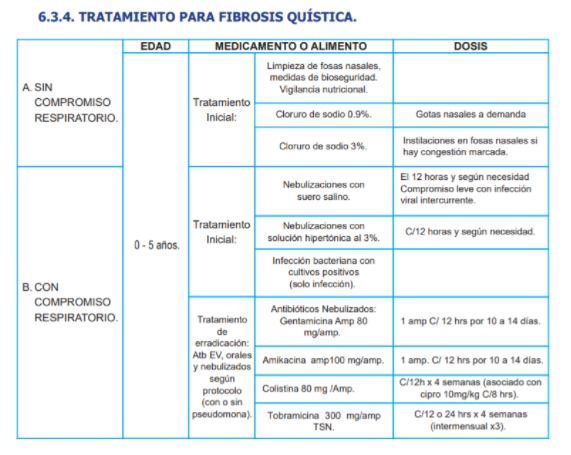 6.3.4. TRATAMIENTO PARA FIBROSIS QUÍSTICA.
EDAD
MEDICAMENTO O ALIMENTO
DOSIS
A. SIN
COMPROMISO
RESPIRATORIO.
0 - 5 años.
Tratamiento
Inicial:
Limpieza de fosas nasales,
medidas de bioseguridad.
Vigilancia nutricional.
Cloruro de sodio 0.9%.
Gotas nasales a demanda
Cloruro de sodio 3%.
Instilaciones en fosas nasales si
hay congestión marcada.
B. CON
COMPROMISO
RESPIRATORIO.
Tratamiento
Inicial:
Nebulizaciones con
suero salino.
El 12 horas y según necesidad
Compromiso leve con infección
viral intercurrente.
Nebulizaciones con
solución hipertónica al 3%.
C/12 horas y según necesidad.
Infección bacteriana con
cultivos positivos
(solo infección).
Tratamiento
de
erradicación:
Atb EV, orales
y nebulizados
según
protocolo
(con o sin
pseudomona).
Antibióticos Nebulizados:
Gentamicina Amp 80
mg/amp.
1 amp C/ 12 hrs por 10 a 14 días.
Amikacina amp100 mg/amp.
1 amp. C/ 12 hrs por 10 a 14 días.
Colistina 80 mg /Amp.
C/12h x 4 semanas (asociado con
cipro 10mg/kg C/8 hrs).
Tobramicina 300 mg/amp
TSN.
C/12 o 24 hrs x 4 semanas
(intermensual x3).